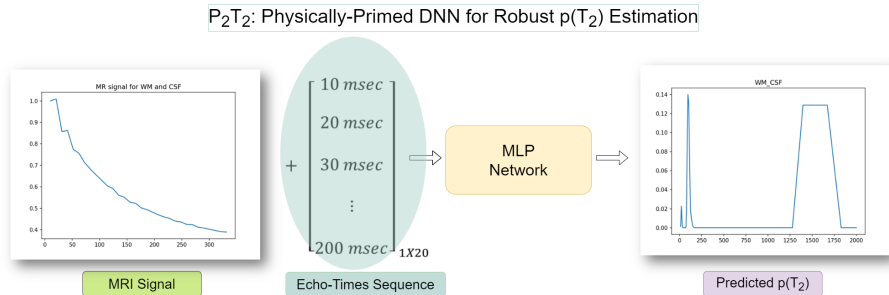 P₂T₂: Physically-Primed DNN for Robust p(T₂) Estimation
MR signal for WM and CSF
1.0
0.9
0.8
0.7
0.6
0.5
0.4
0
50
100
150
200
250
300
MRI Signal
+
10 msec
20 msec
30 msec
⋮
200 msec
1X20
Echo-Times Sequence
MLP
Network
WM_CSF
0.14
0.12
0.10
0.08
0.06
0.04
0.02
0.00
0
250
500
750
1000
1250
1500
1750
2000
Predicted p(T₂)